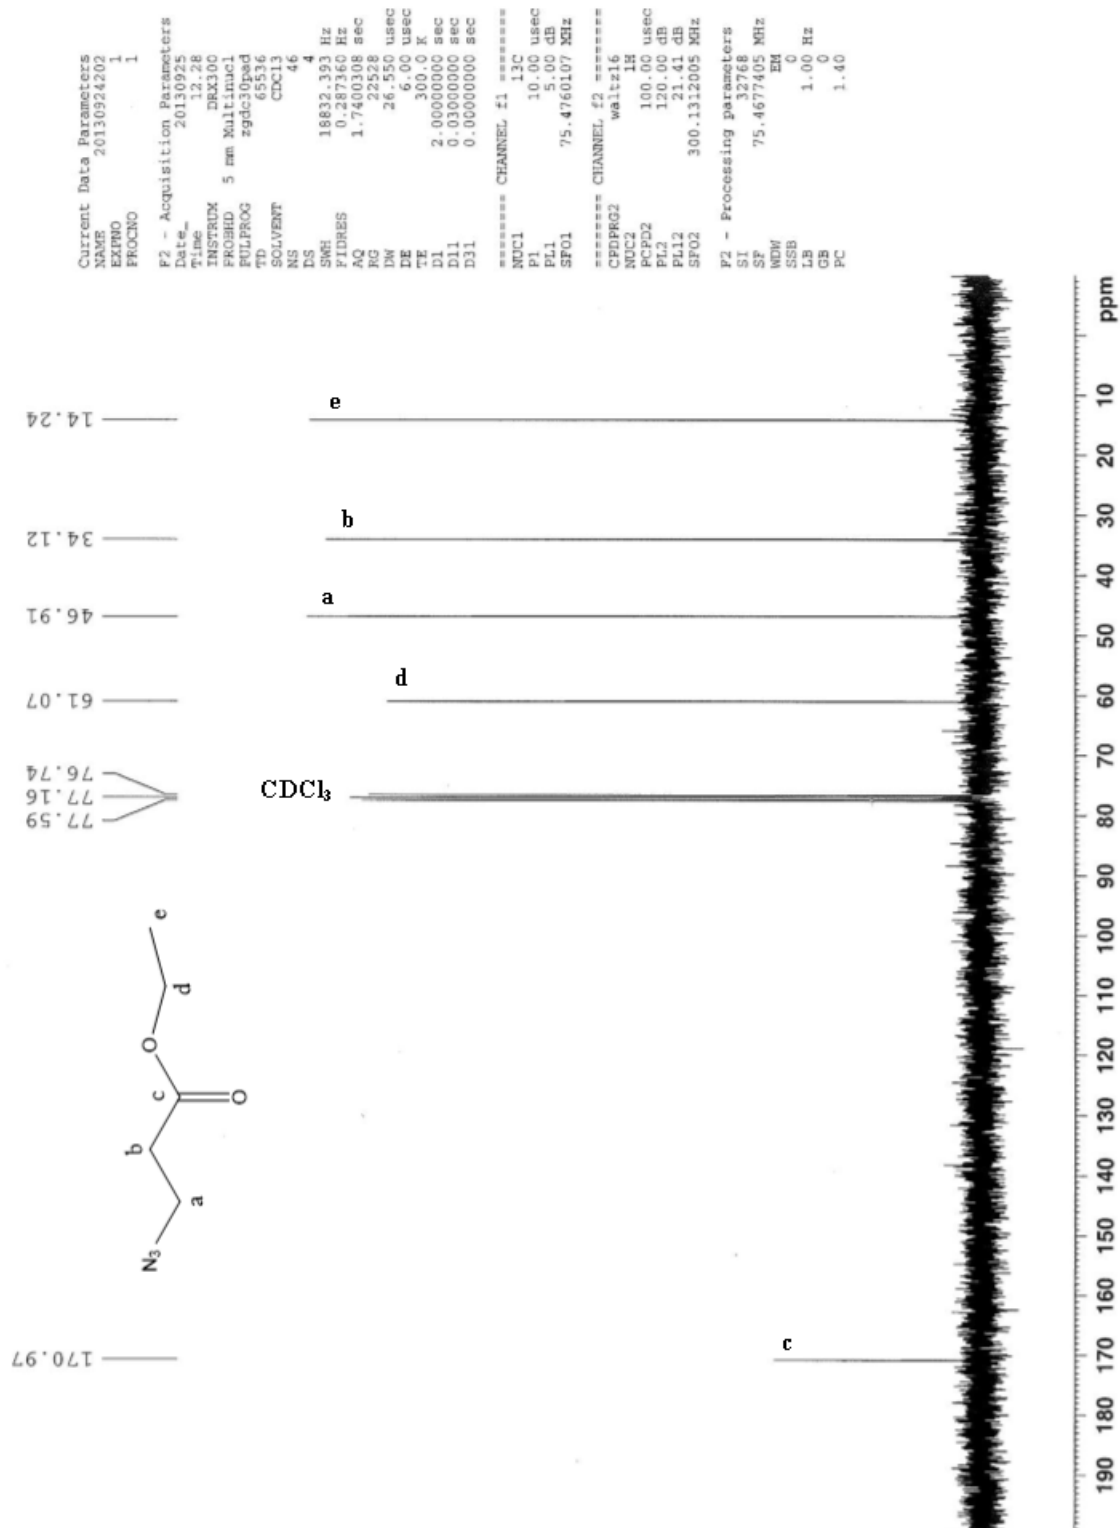 Current Data Parameters
NAME 20130924202
EXPNO 1
PROCNO 1
F2 - Acquisition Parameters
Date_ 20130925
Time 12.28
INSTRUM DRX300
PROBHD 5 mm Multinucl
PULPROG zgdc30pad
TD 65536
SOLVENT CDCl3
NS 46
DS 4
SWH 18832.393 Hz
FIDRES 0.287360 Hz
AQ 1.7400308 sec
RG 22528
DW 26.550 usec
DE 6.00 usec
TE 300.0 K
D1 2.00000000 sec
D11 0.03000000 sec
D31 0.00000000 sec
======== CHANNEL f1 ========
NUC1 13C
P1 10.00 usec
PL1 5.00 dB
SFO1 75.4760107 MHz
======== CHANNEL f2 ========
CPDPRG2 waltz16
NUC2 1H
PCPD2 100.00 usec
PL2 120.00 dB
PL12 21.41 dB
SFO2 300.1312005 MHz
F2 - Processing parameters
SI 32768
SF 75.4677405 MHz
WDW EM
SSB 0
LB 1.00 Hz
GB 0
PC 1.40
170.97
77.59
77.16
76.74
61.07
46.91
34.12
14.24
N3
a
b
c
O
O
d
e
c
CDCl3
d
a
b
e
190 180 170 160 150 140 130 120 110 100 90 80 70 60 50 40 30 20 10 ppm